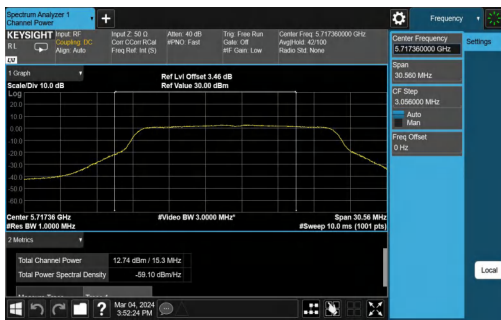 Spectrum Analyzer 1
Channel Power
Frequency
KEYSIGHT
Input: RF
Input Z: 50 Ω
Atten: 40 dB
Trig: Free Run
Center Freq: 5.717360000 GHz
RL
Coupling: DC
Corr CCorr RCal
#PNO: Fast
Gate: Off
Avg|Hold: 42/100
Align: Auto
Freq Ref: Int (S)
#IF Gain: Low
Radio Std: None
LV
Center Frequency
5.717360000 GHz
Settings
Span
30.560 MHz
CF Step
3.056000 MHz
Auto
Man
Freq Offset
0 Hz
1 Graph
Ref Lvl Offset 3.46 dB
Scale/Div 10.0 dB
Ref Value 30.00 dBm
Log
20.0
10.0
0.00
-10.0
-20.0
-30.0
-40.0
-50.0
-60.0
Center 5.71736 GHz
#Video BW 3.0000 MHz*
Span 30.56 MHz
#Res BW 1.0000 MHz
#Sweep 10.0 ms (1001 pts)
2 Metrics
Total Channel Power
12.74 dBm / 15.3 MHz
Total Power Spectral Density
-59.10 dBm/Hz
Local
Mar 04, 2024
3:52:24 PM